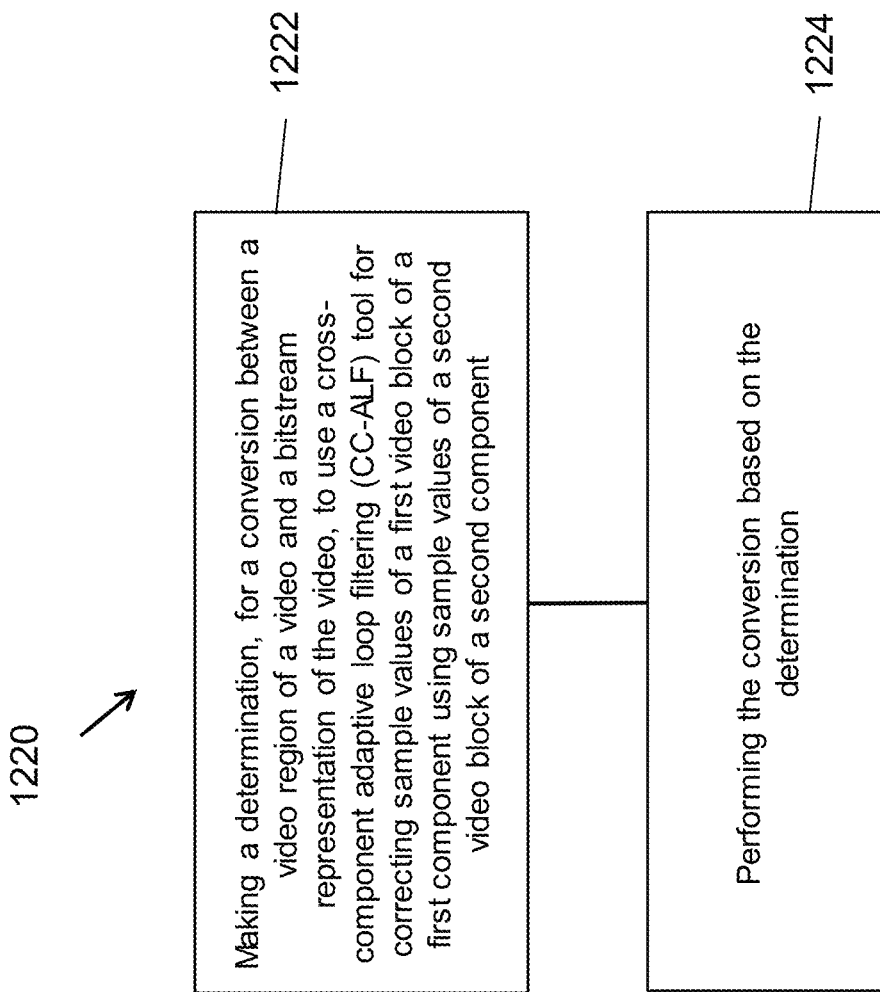 1220
Making a determination, for a conversion between a
video region of a video and a bitstream
representation of the video, to use a cross-
component adaptive loop filtering (CC-ALF) tool for
correcting sample values of a first video block of a
first component using sample values of a second
video block of a second component
1222
Performing the conversion based on the
determination
1224